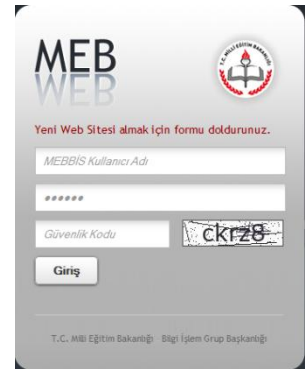 MEB
Yeni Web Sitesi almak için formu doldurunuz.
MEBBİS Kullanıcı Adı
******
Güvenlik Kodu
ckrz8
Giriş
T.C. Milli Eğitim Bakanlığı Bilgi İşlem Grup Başkanlığı